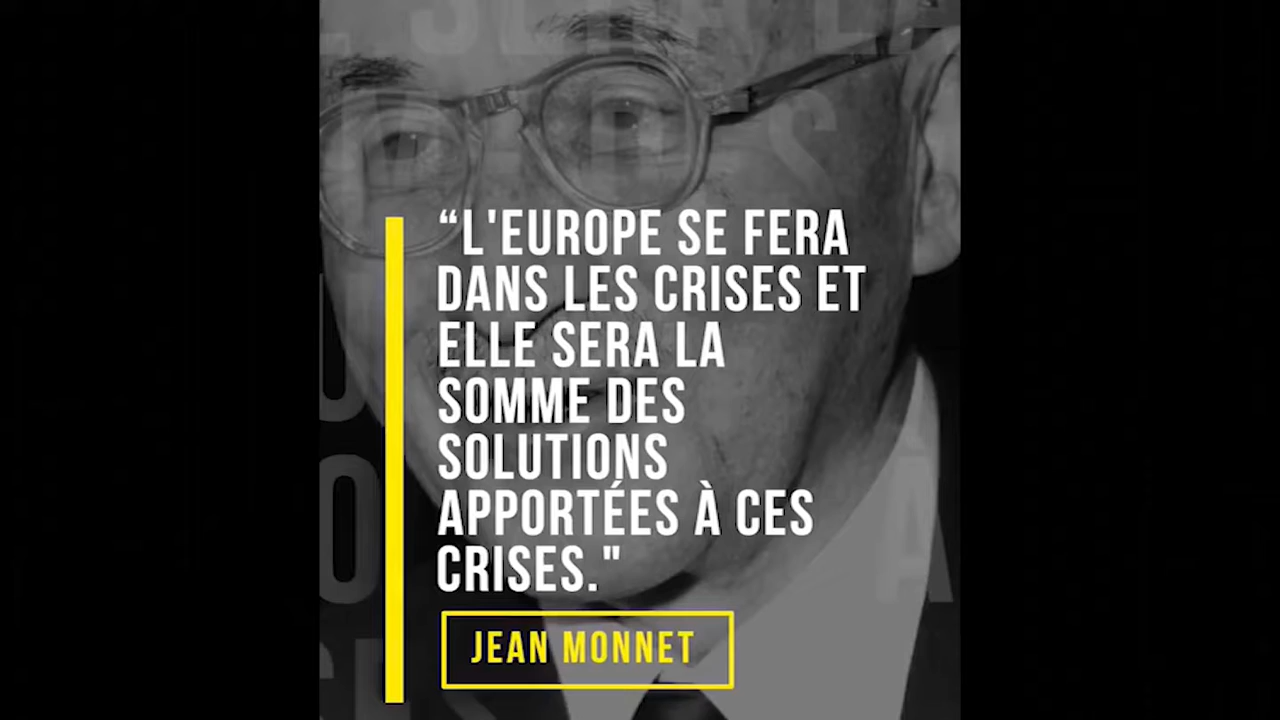 “L'EUROPE SE FERA
DANS LES CRISES ET
ELLE SERA LA
SOMME DES
SOLUTIONS
APPORTÉES À CES
CRISES."
JEAN MONNET